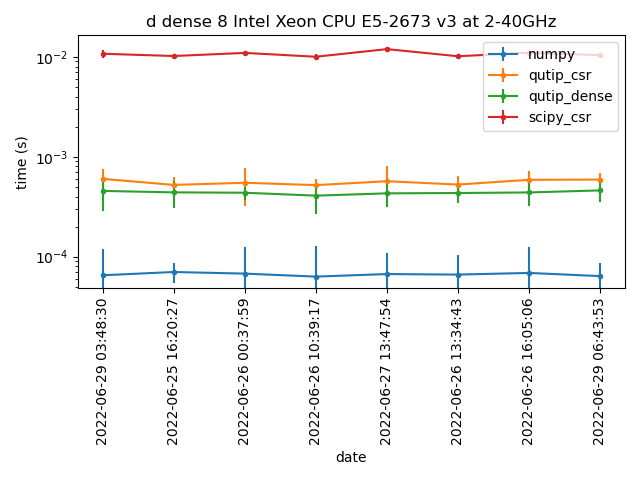 d dense 8 Intel Xeon CPU E5-2673 v3 at 2-40GHz
numpy
qutip_csr
qutip_dense
scipy_csr
time (s)
10⁻²
10⁻³
10⁻⁴
2022-06-29 03:48:30
2022-06-25 16:20:27
2022-06-26 00:37:59
2022-06-26 10:39:17
2022-06-27 13:47:54
2022-06-26 13:34:43
2022-06-26 16:05:06
2022-06-29 06:43:53
date